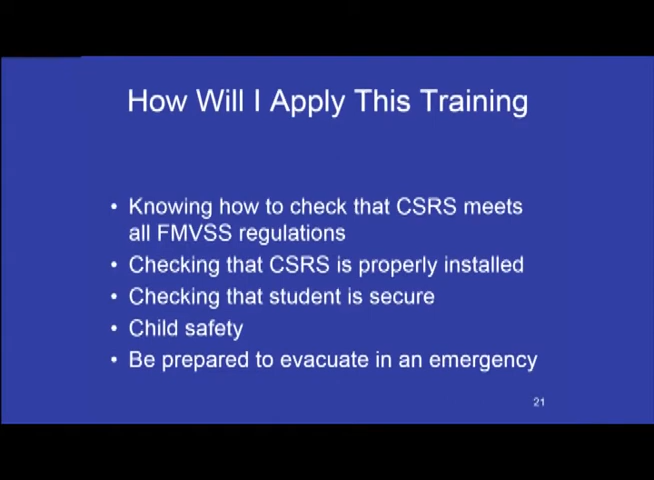 How Will I Apply This Training
• Knowing how to check that CSRS meets
all FMVSS regulations
• Checking that CSRS is properly installed
• Checking that student is secure
• Child safety
• Be prepared to evacuate in an emergency
21